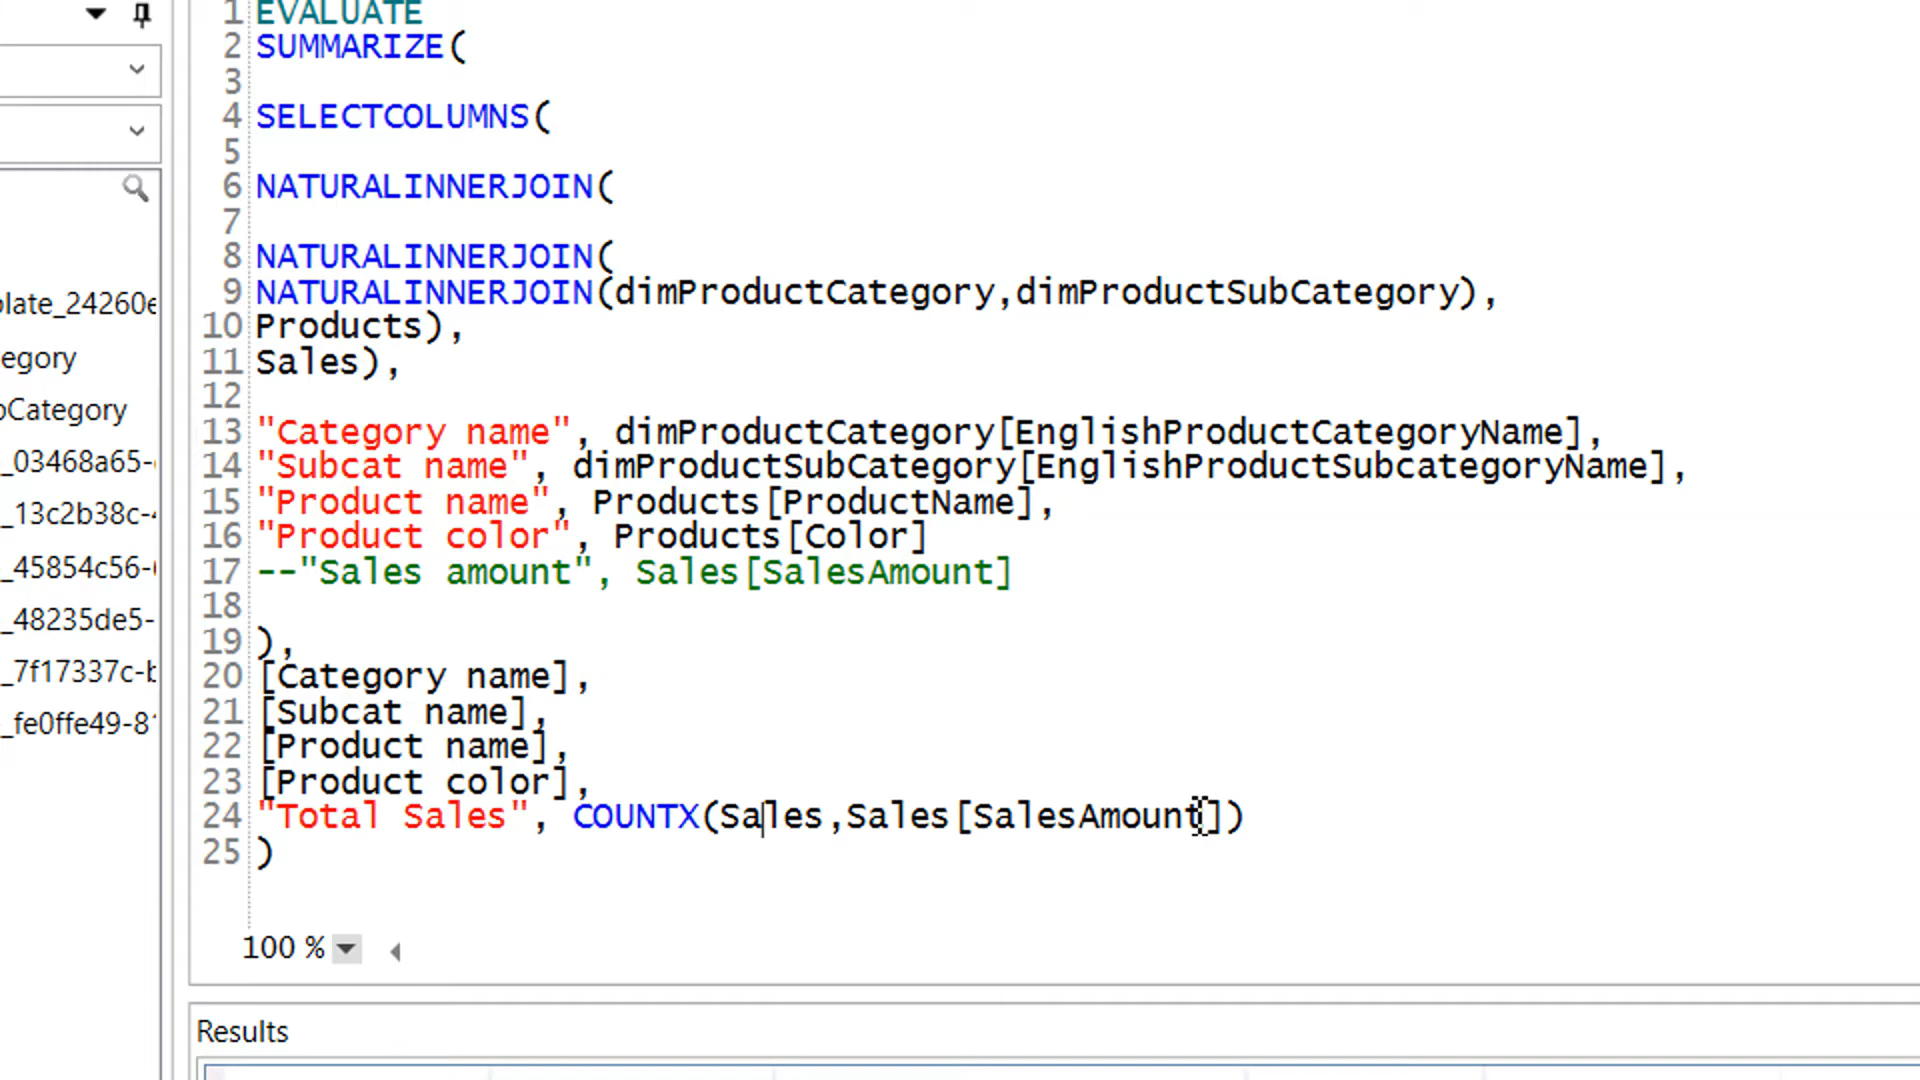 olate_24260e
egory
oCategory
_03468a65-
_13c2b38c-4
_45854c56-
_48235de5-
_7f17337c-b
_fe0ffe49-8
1 EVALUATE
2 SUMMARIZE(
3
4 SELECTCOLUMNS(
5
6 NATURALINNERJOIN(
7
8 NATURALINNERJOIN(
9 NATURALINNERJOIN(dimProductCategory,dimProductSubCategory),
10 Products),
11 Sales),
12
13 "Category name", dimProductCategory[EnglishProductCategoryName],
14 "Subcat name", dimProductSubCategory[EnglishProductSubcategoryName],
15 "Product name", Products[ProductName],
16 "Product color", Products[Color]
17 --"Sales amount", Sales[SalesAmount]
18
19 ),
20 [Category name],
21 [Subcat name],
22 [Product name],
23 [Product color],
24 "Total Sales", COUNTX(Sales,Sales[SalesAmount])
25 )
100 %
Results